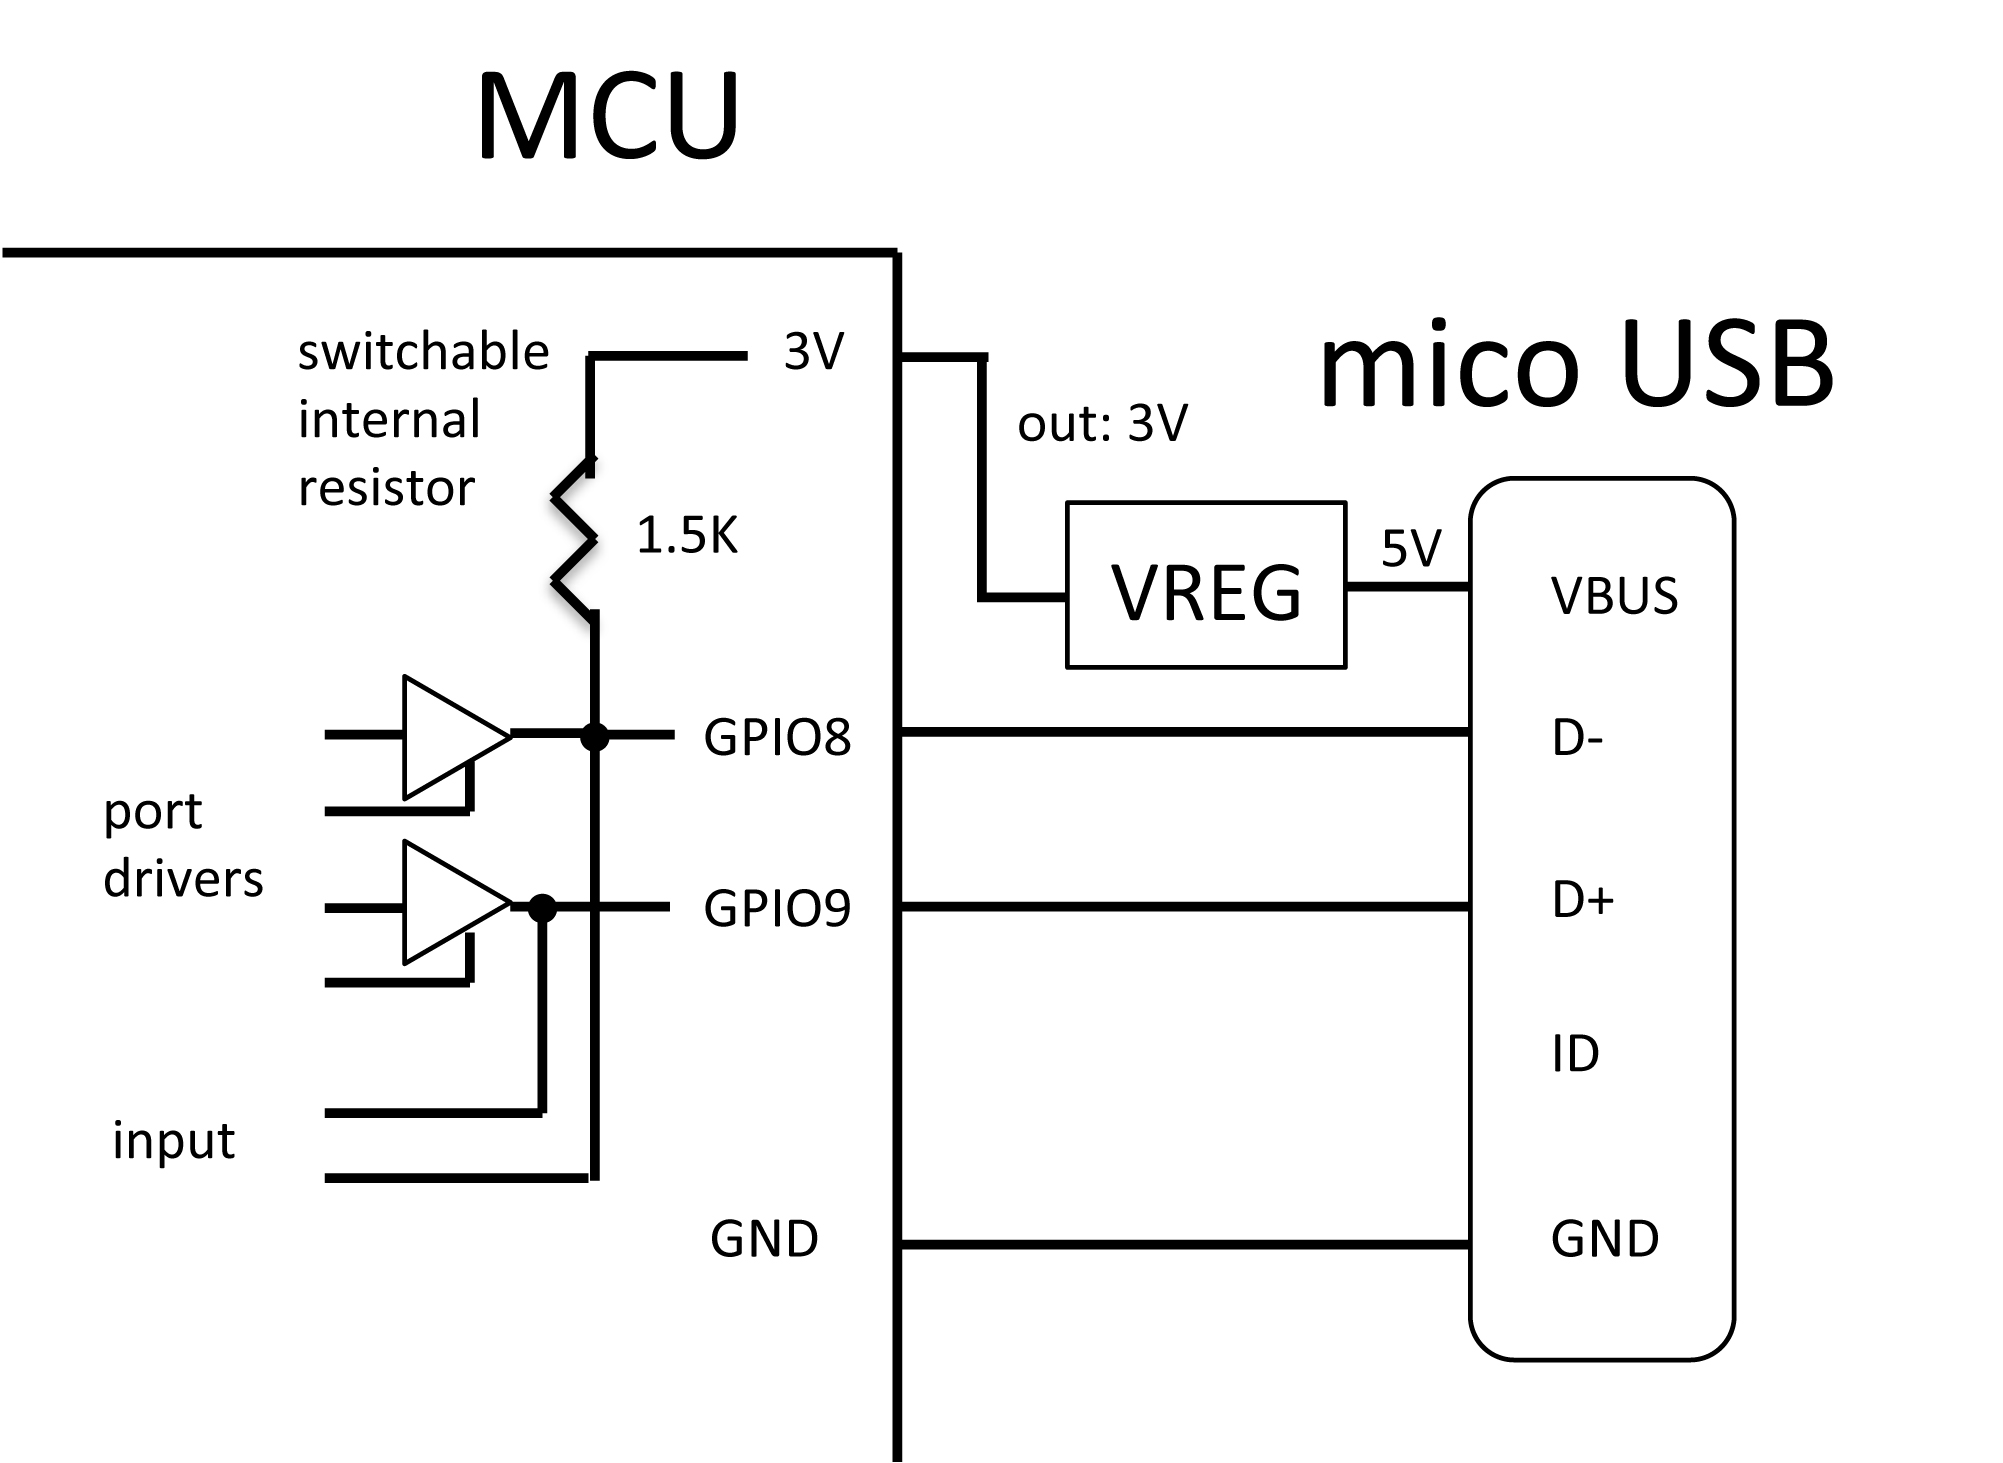 MCU
mico USB
switchable
internal
resistor
3V
out: 3V
1.5K
VREG
5V
VBUS
GPIO8
D-
port
drivers
GPIO9
D+
ID
input
GND
GND